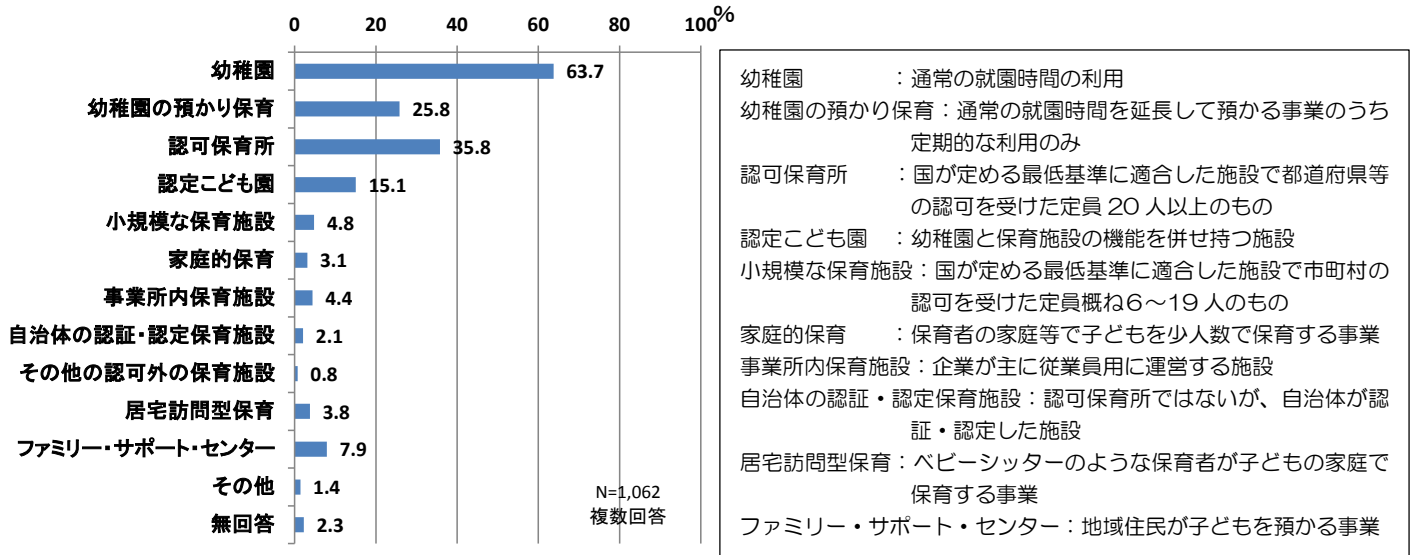 0 20 40 60 80 100%
幼稚園 63.7
幼稚園の預かり保育 25.8
認可保育所 35.8
認定こども園 15.1
小規模な保育施設 4.8
家庭的保育 3.1
事業所内保育施設 4.4
自治体の認証・認定保育施設 2.1
その他の認可外の保育施設 0.8
居宅訪問型保育 3.8
ファミリー・サポート・センター 7.9
その他 1.4
無回答 2.3
N=1,062
複数回答
幼稚園 ：通常の就園時間の利用
幼稚園の預かり保育：通常の就園時間を延長して預かる事業のうち
定期的な利用のみ
認可保育所 ：国が定める最低基準に適合した施設で都道府県等
の認可を受けた定員 20 人以上のもの
認定こども園 ：幼稚園と保育施設の機能を併せ持つ施設
小規模な保育施設：国が定める最低基準に適合した施設で市町村の
認可を受けた定員概ね６～19 人のもの
家庭的保育 ：保育者の家庭等で子どもを少人数で保育する事業
事業所内保育施設：企業が主に従業員用に運営する施設
自治体の認証・認定保育施設：認可保育所ではないが、自治体が認
証・認定した施設
居宅訪問型保育：ベビーシッターのような保育者が子どもの家庭で
保育する事業
ファミリー・サポート・センター：地域住民が子どもを預かる事業